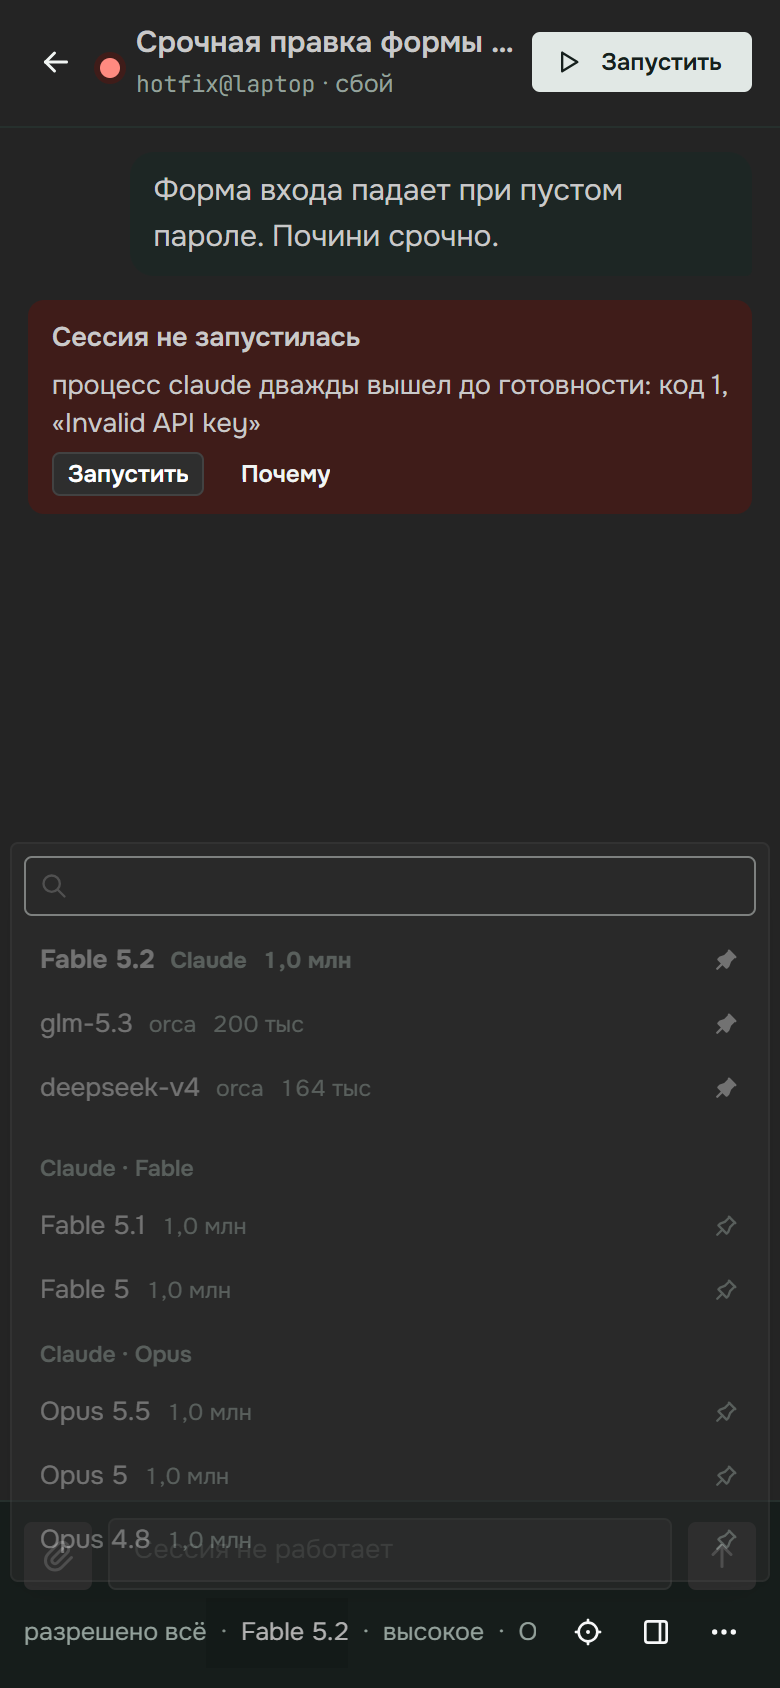 Срочная правка формы ...
hotfix@laptop · сбой
Запустить
Форма входа падает при пустом
пароле. Почини срочно.
Сессия не запустилась
процесс claude дважды вышел до готовности: код 1,
«Invalid API key»
Запустить Почему
Fable 5.2 Claude 1,0 млн
glm-5.3 orca 200 тыс
deepseek-v4 orca 164 тыс
Claude · Fable
Fable 5.1 1,0 млн
Fable 5 1,0 млн
Claude · Opus
Opus 5.5 1,0 млн
Opus 5 1,0 млн
Opus 4.8 1,0 млн
Сессия не работает
разрешено всё · Fable 5.2 · высокое · О